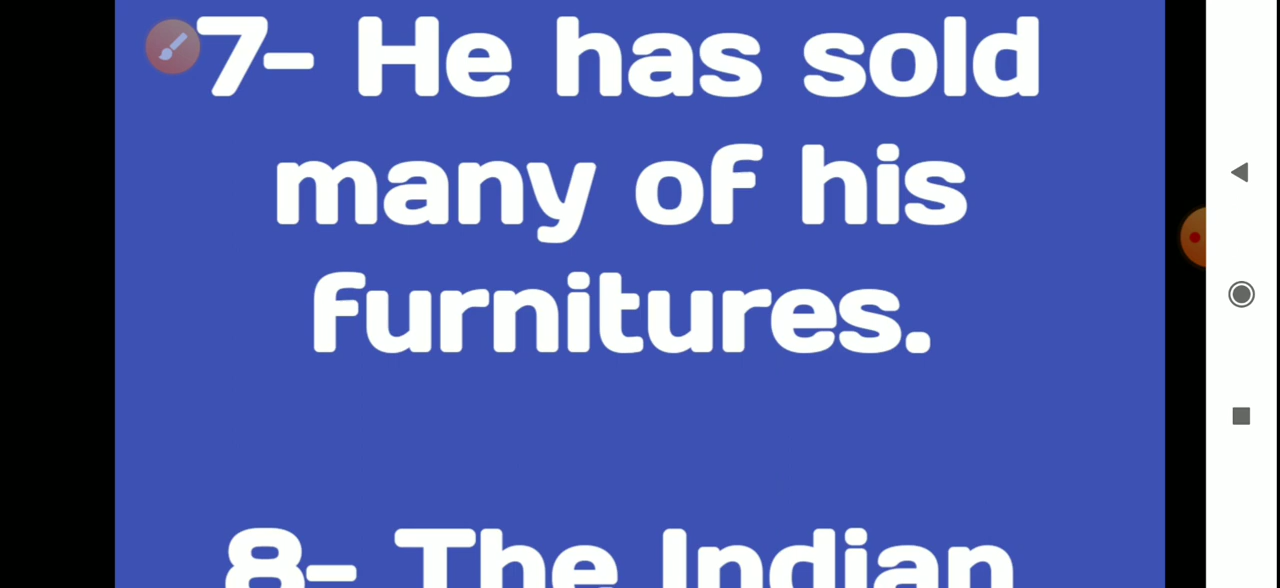 7- He has sold
many of his
furnitures.
8- The Indian